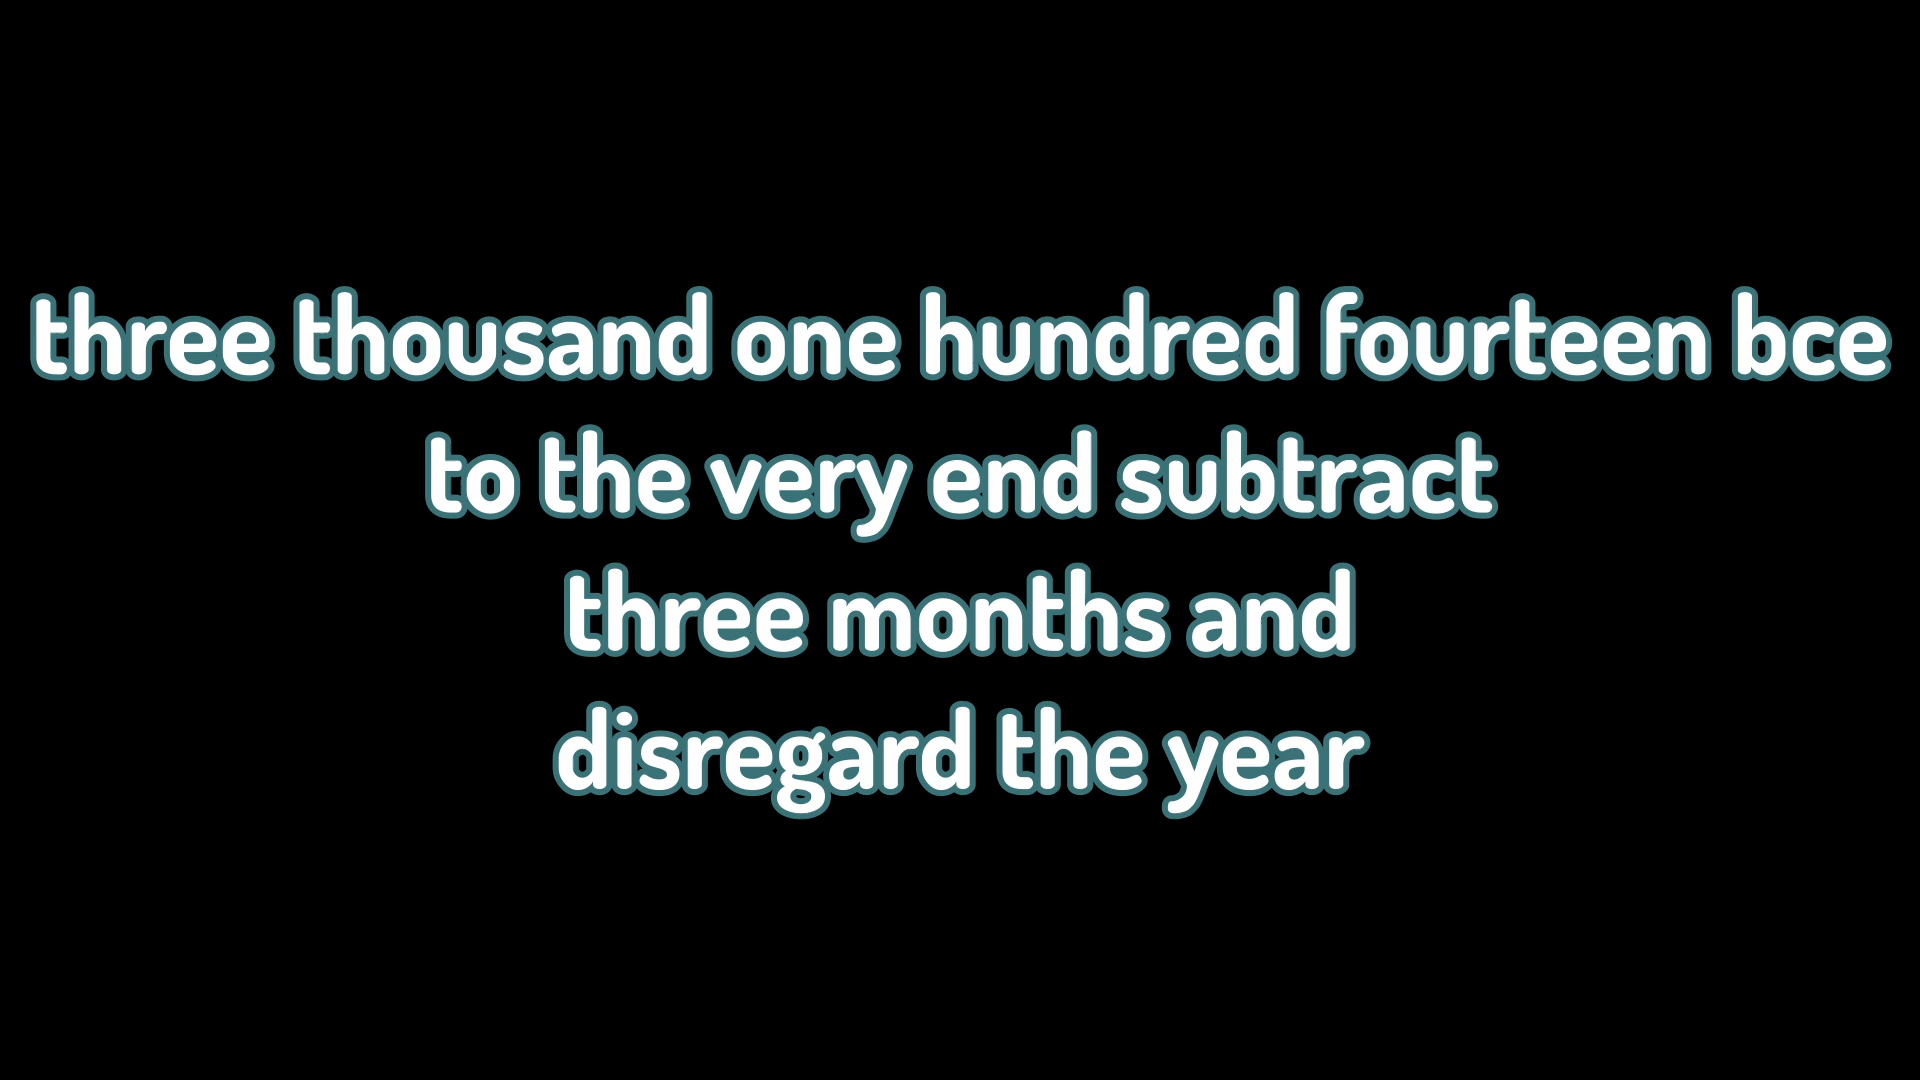 three thousand one hundred fourteen bce
to the very end subtract
three months and
disregard the year